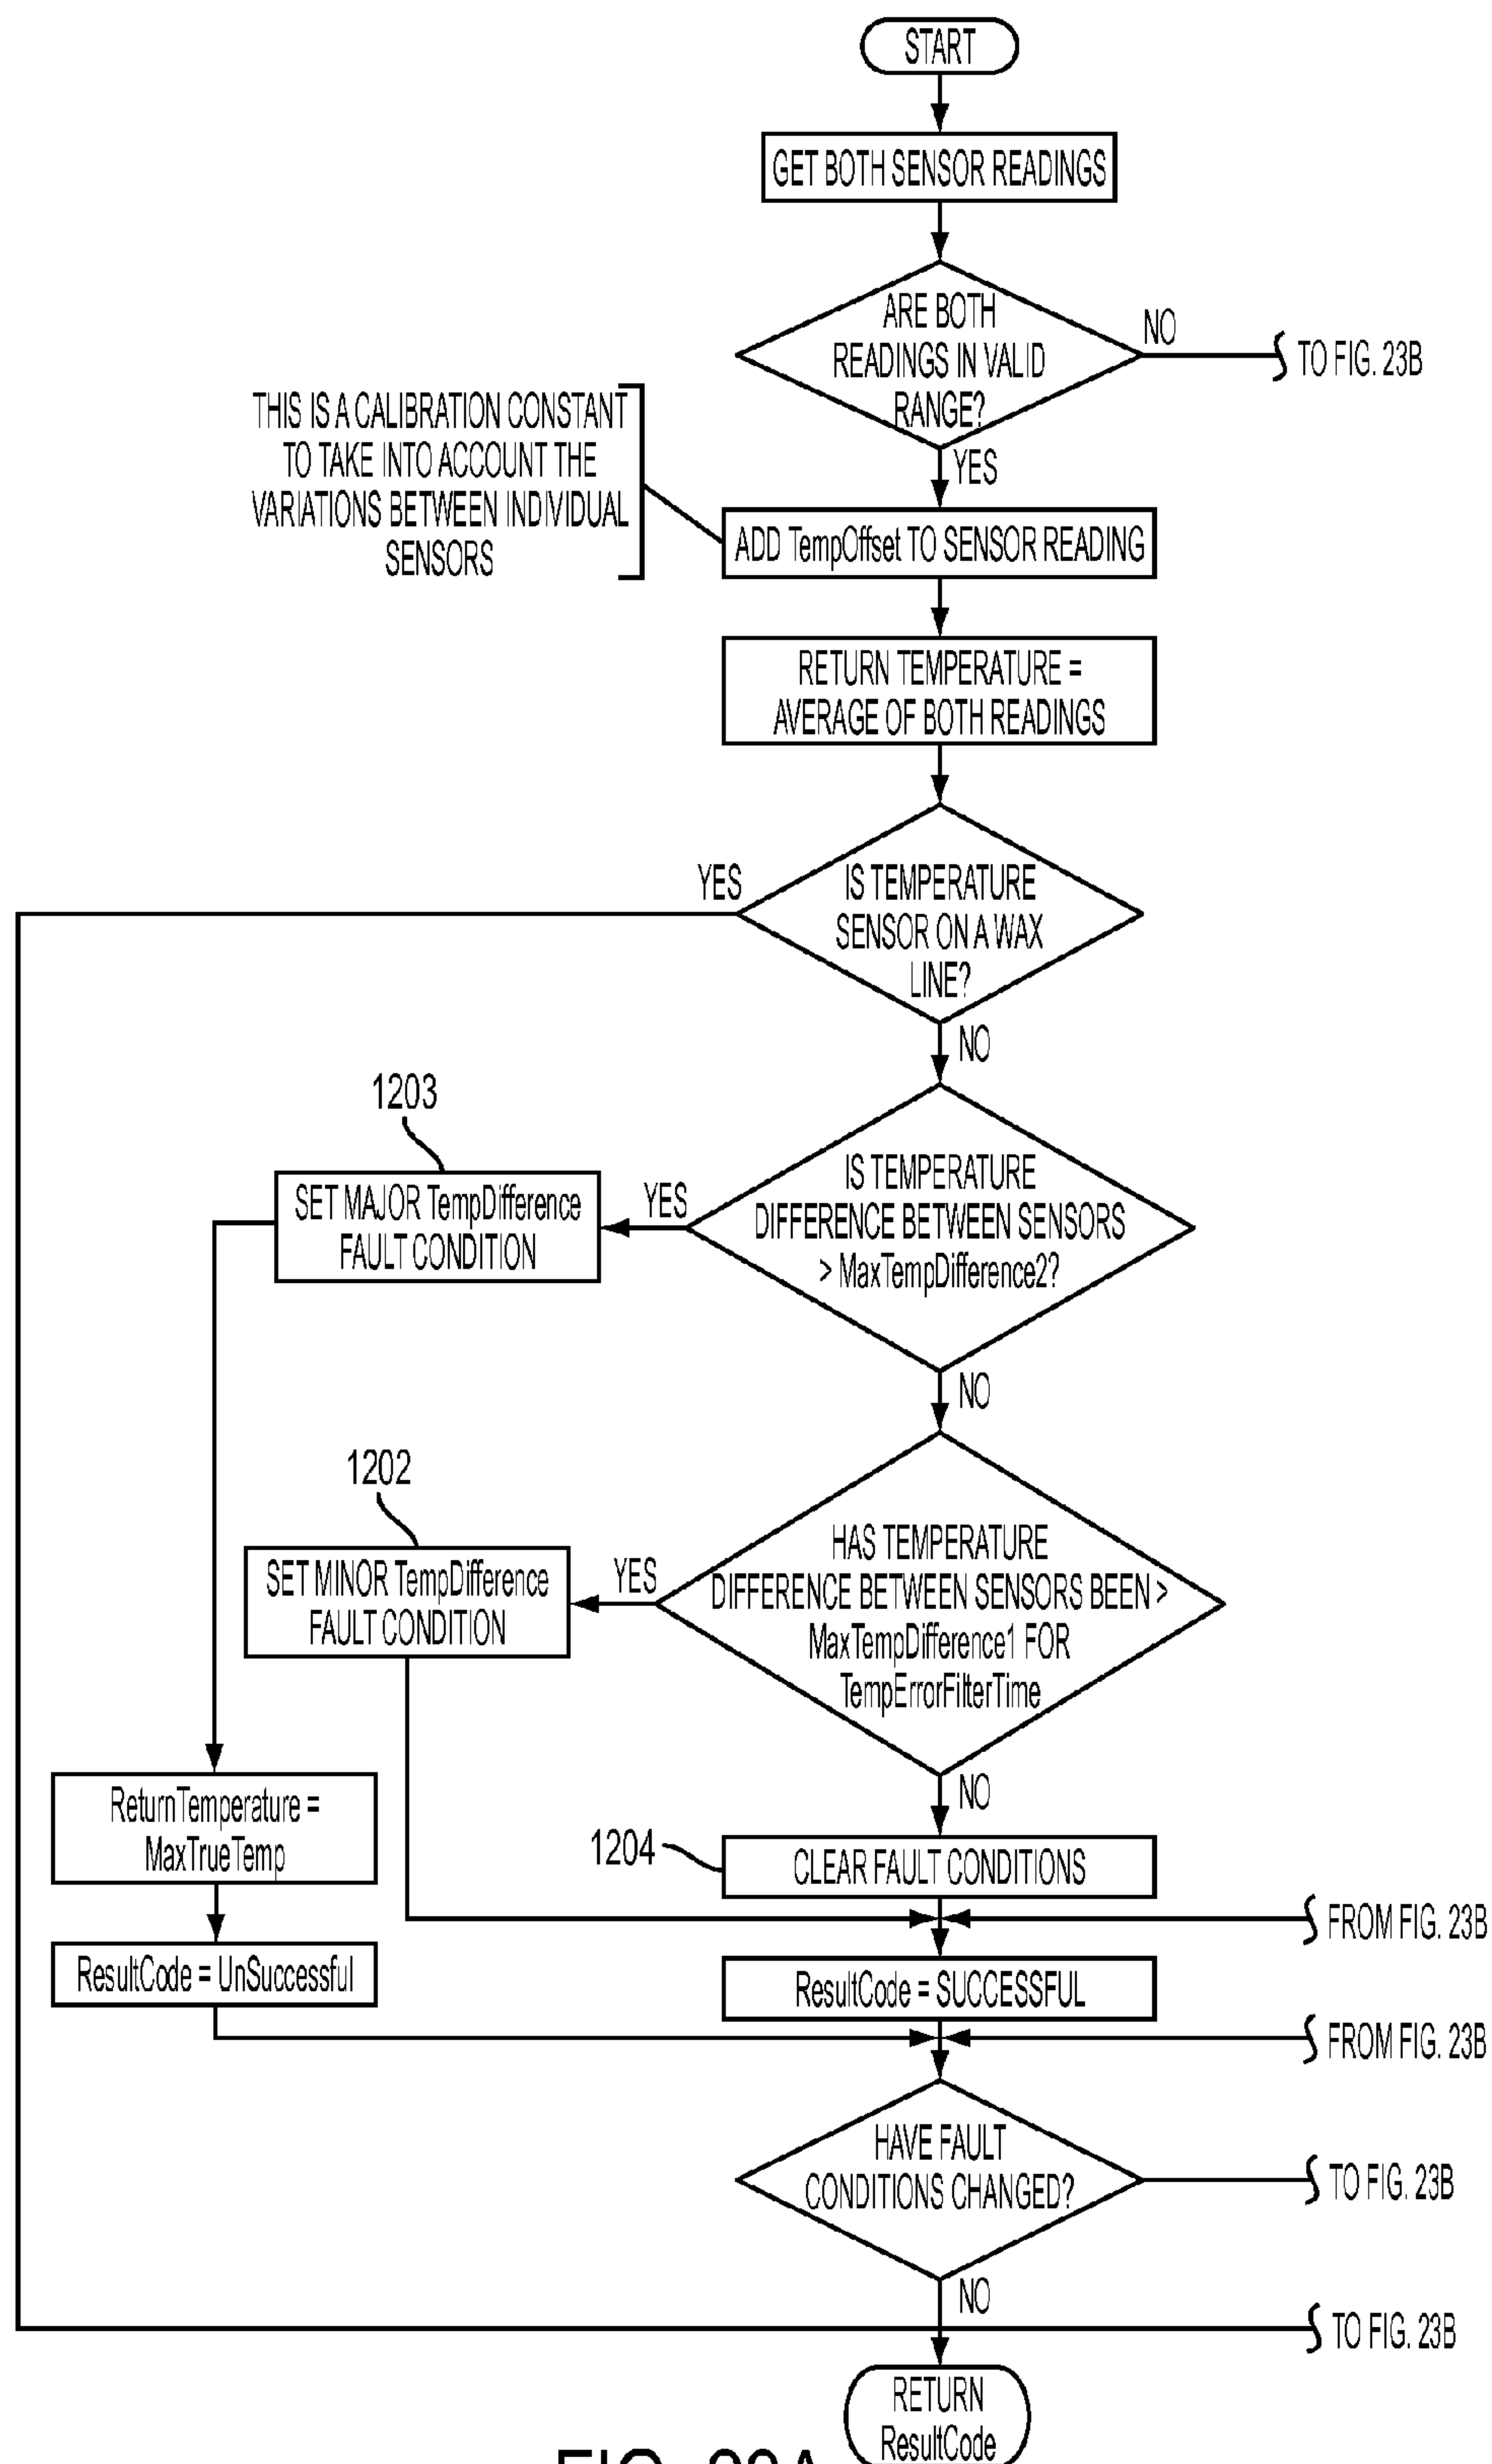 START
GET BOTH SENSOR READINGS
ARE BOTH
READINGS IN VALID
RANGE?
NO
TO FIG. 23B
YES
THIS IS A CALIBRATION CONSTANT
TO TAKE INTO ACCOUNT THE
VARIATIONS BETWEEN INDIVIDUAL
SENSORS
ADD TempOffset TO SENSOR READING
RETURN TEMPERATURE =
AVERAGE OF BOTH READINGS
IS TEMPERATURE
SENSOR ON A WAX
LINE?
YES
NO
IS TEMPERATURE
DIFFERENCE BETWEEN SENSORS
> MaxTempDifference2?
YES
1203
SET MAJOR TempDifference
FAULT CONDITION
NO
HAS TEMPERATURE
DIFFERENCE BETWEEN SENSORS BEEN >
MaxTempDifference1 FOR
TempErrorFilterTime
YES
1202
SET MINOR TempDifference
FAULT CONDITION
NO
ReturnTemperature =
MaxTrueTemp
1204
CLEAR FAULT CONDITIONS
FROM FIG. 23B
ResultCode = UnSuccessful
ResultCode = SUCCESSFUL
FROM FIG. 23B
HAVE FAULT
CONDITIONS CHANGED?
TO FIG. 23B
NO
TO FIG. 23B
RETURN
ResultCode